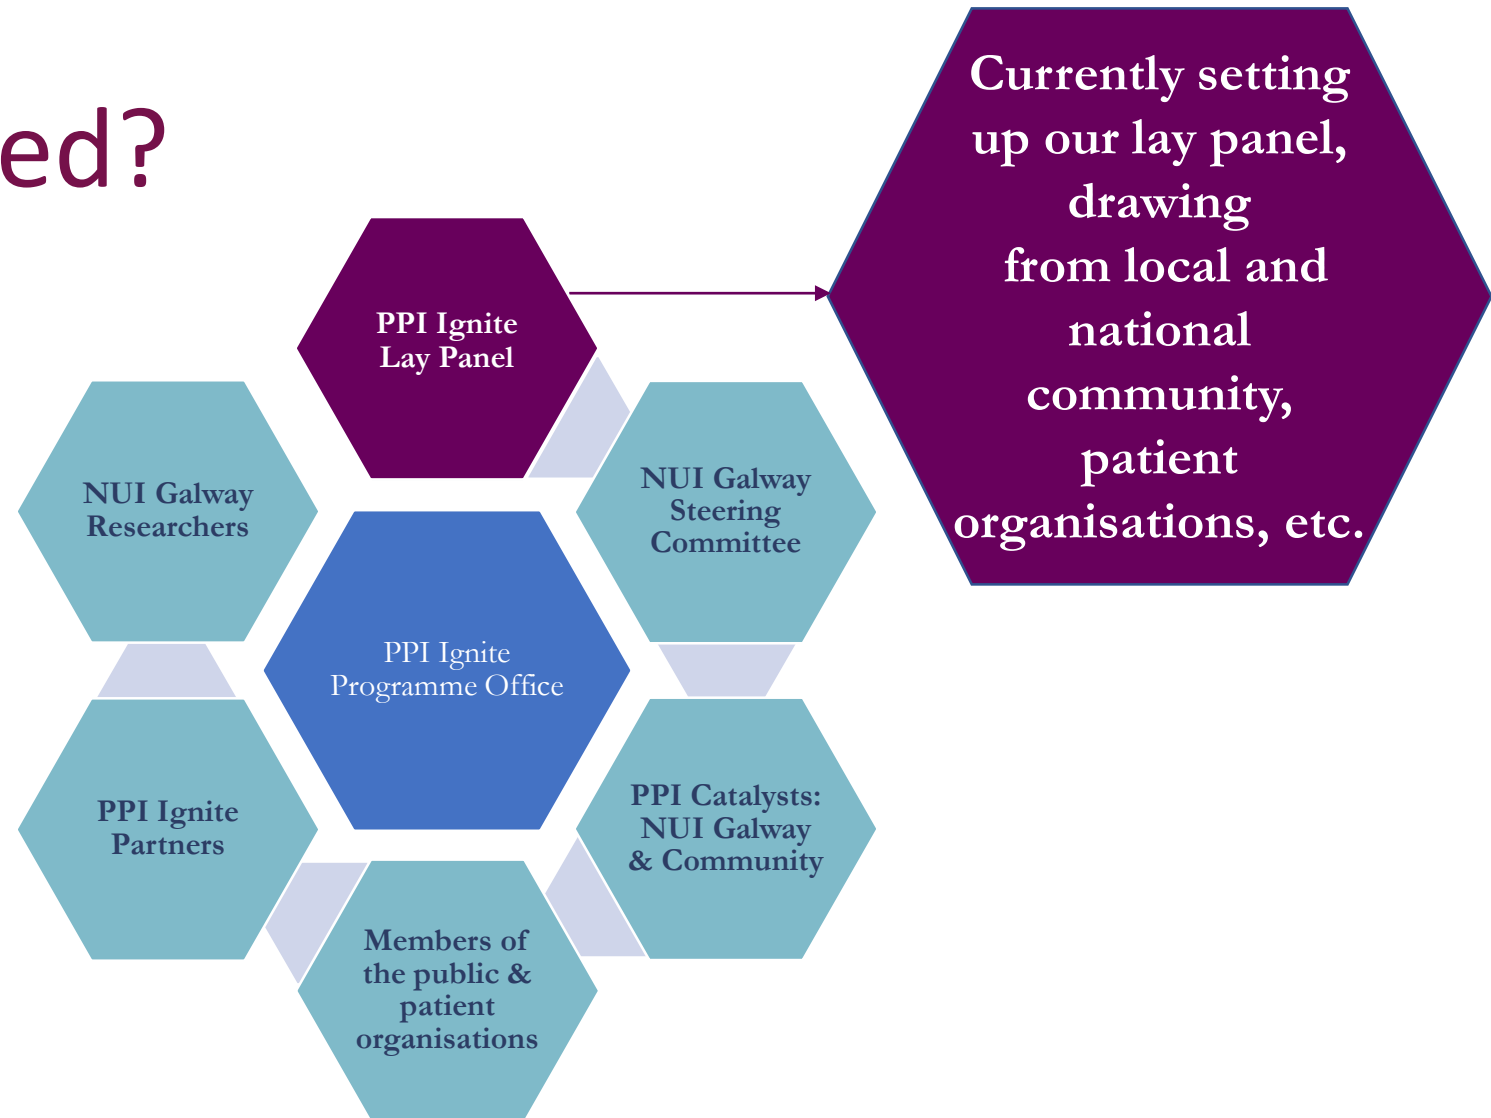 ed?
Currently setting
up our lay panel,
drawing
from local and
national
community,
patient
organisations, etc.
PPI Ignite
Lay Panel
NUI Galway
Researchers
NUI Galway
Steering
Committee
PPI Ignite
Programme Office
PPI Ignite
Partners
PPI Catalysts:
NUI Galway
& Community
Members of
the public &
patient
organisations